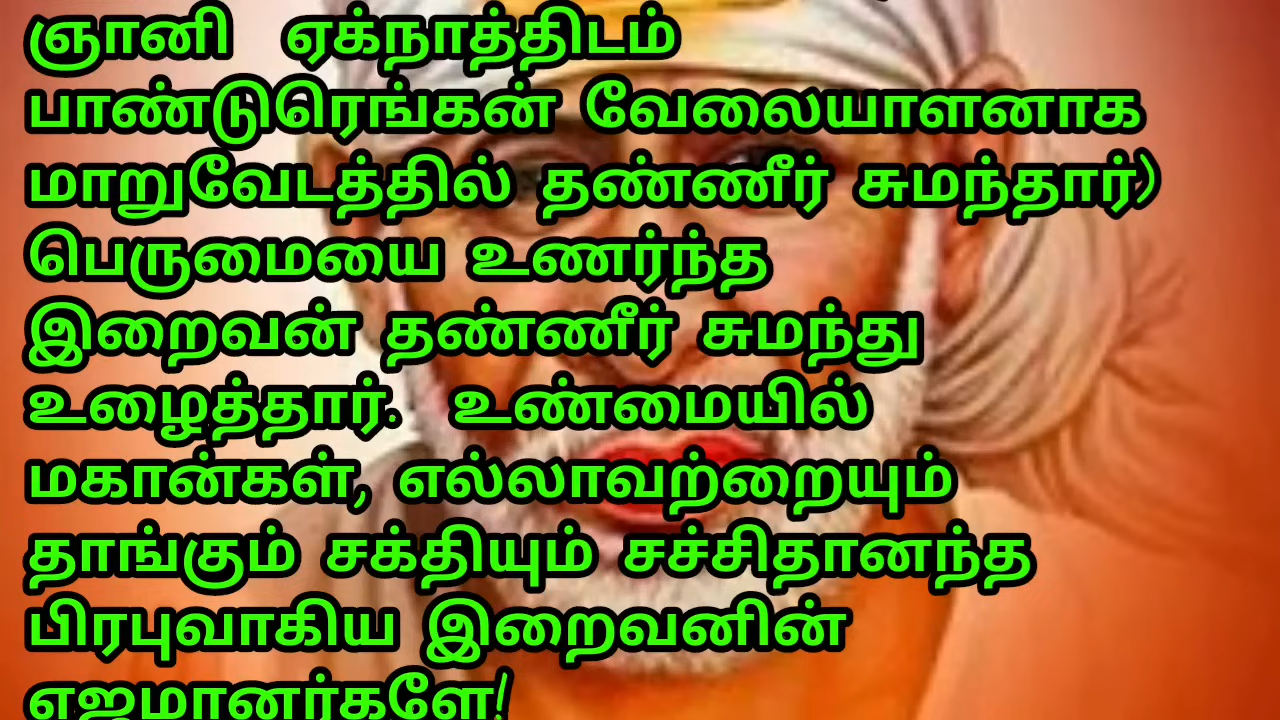 ஞானி ஏக்நாத்திடம்
பாண்டுரெங்கன் வேலையாளனாக
மாறுவேடத்தில் தண்ணீர் சுமந்தார்)
பெருமையை உணர்ந்த
இறைவன் தண்ணீர் சுமந்து
உழைத்தார். உண்மையில்
மகான்கள், எல்லாவற்றையும்
தாங்கும் சக்தியும் சச்சிதானந்த
பிரபுவாகிய இறைவனின்
எஜமானர்களே!